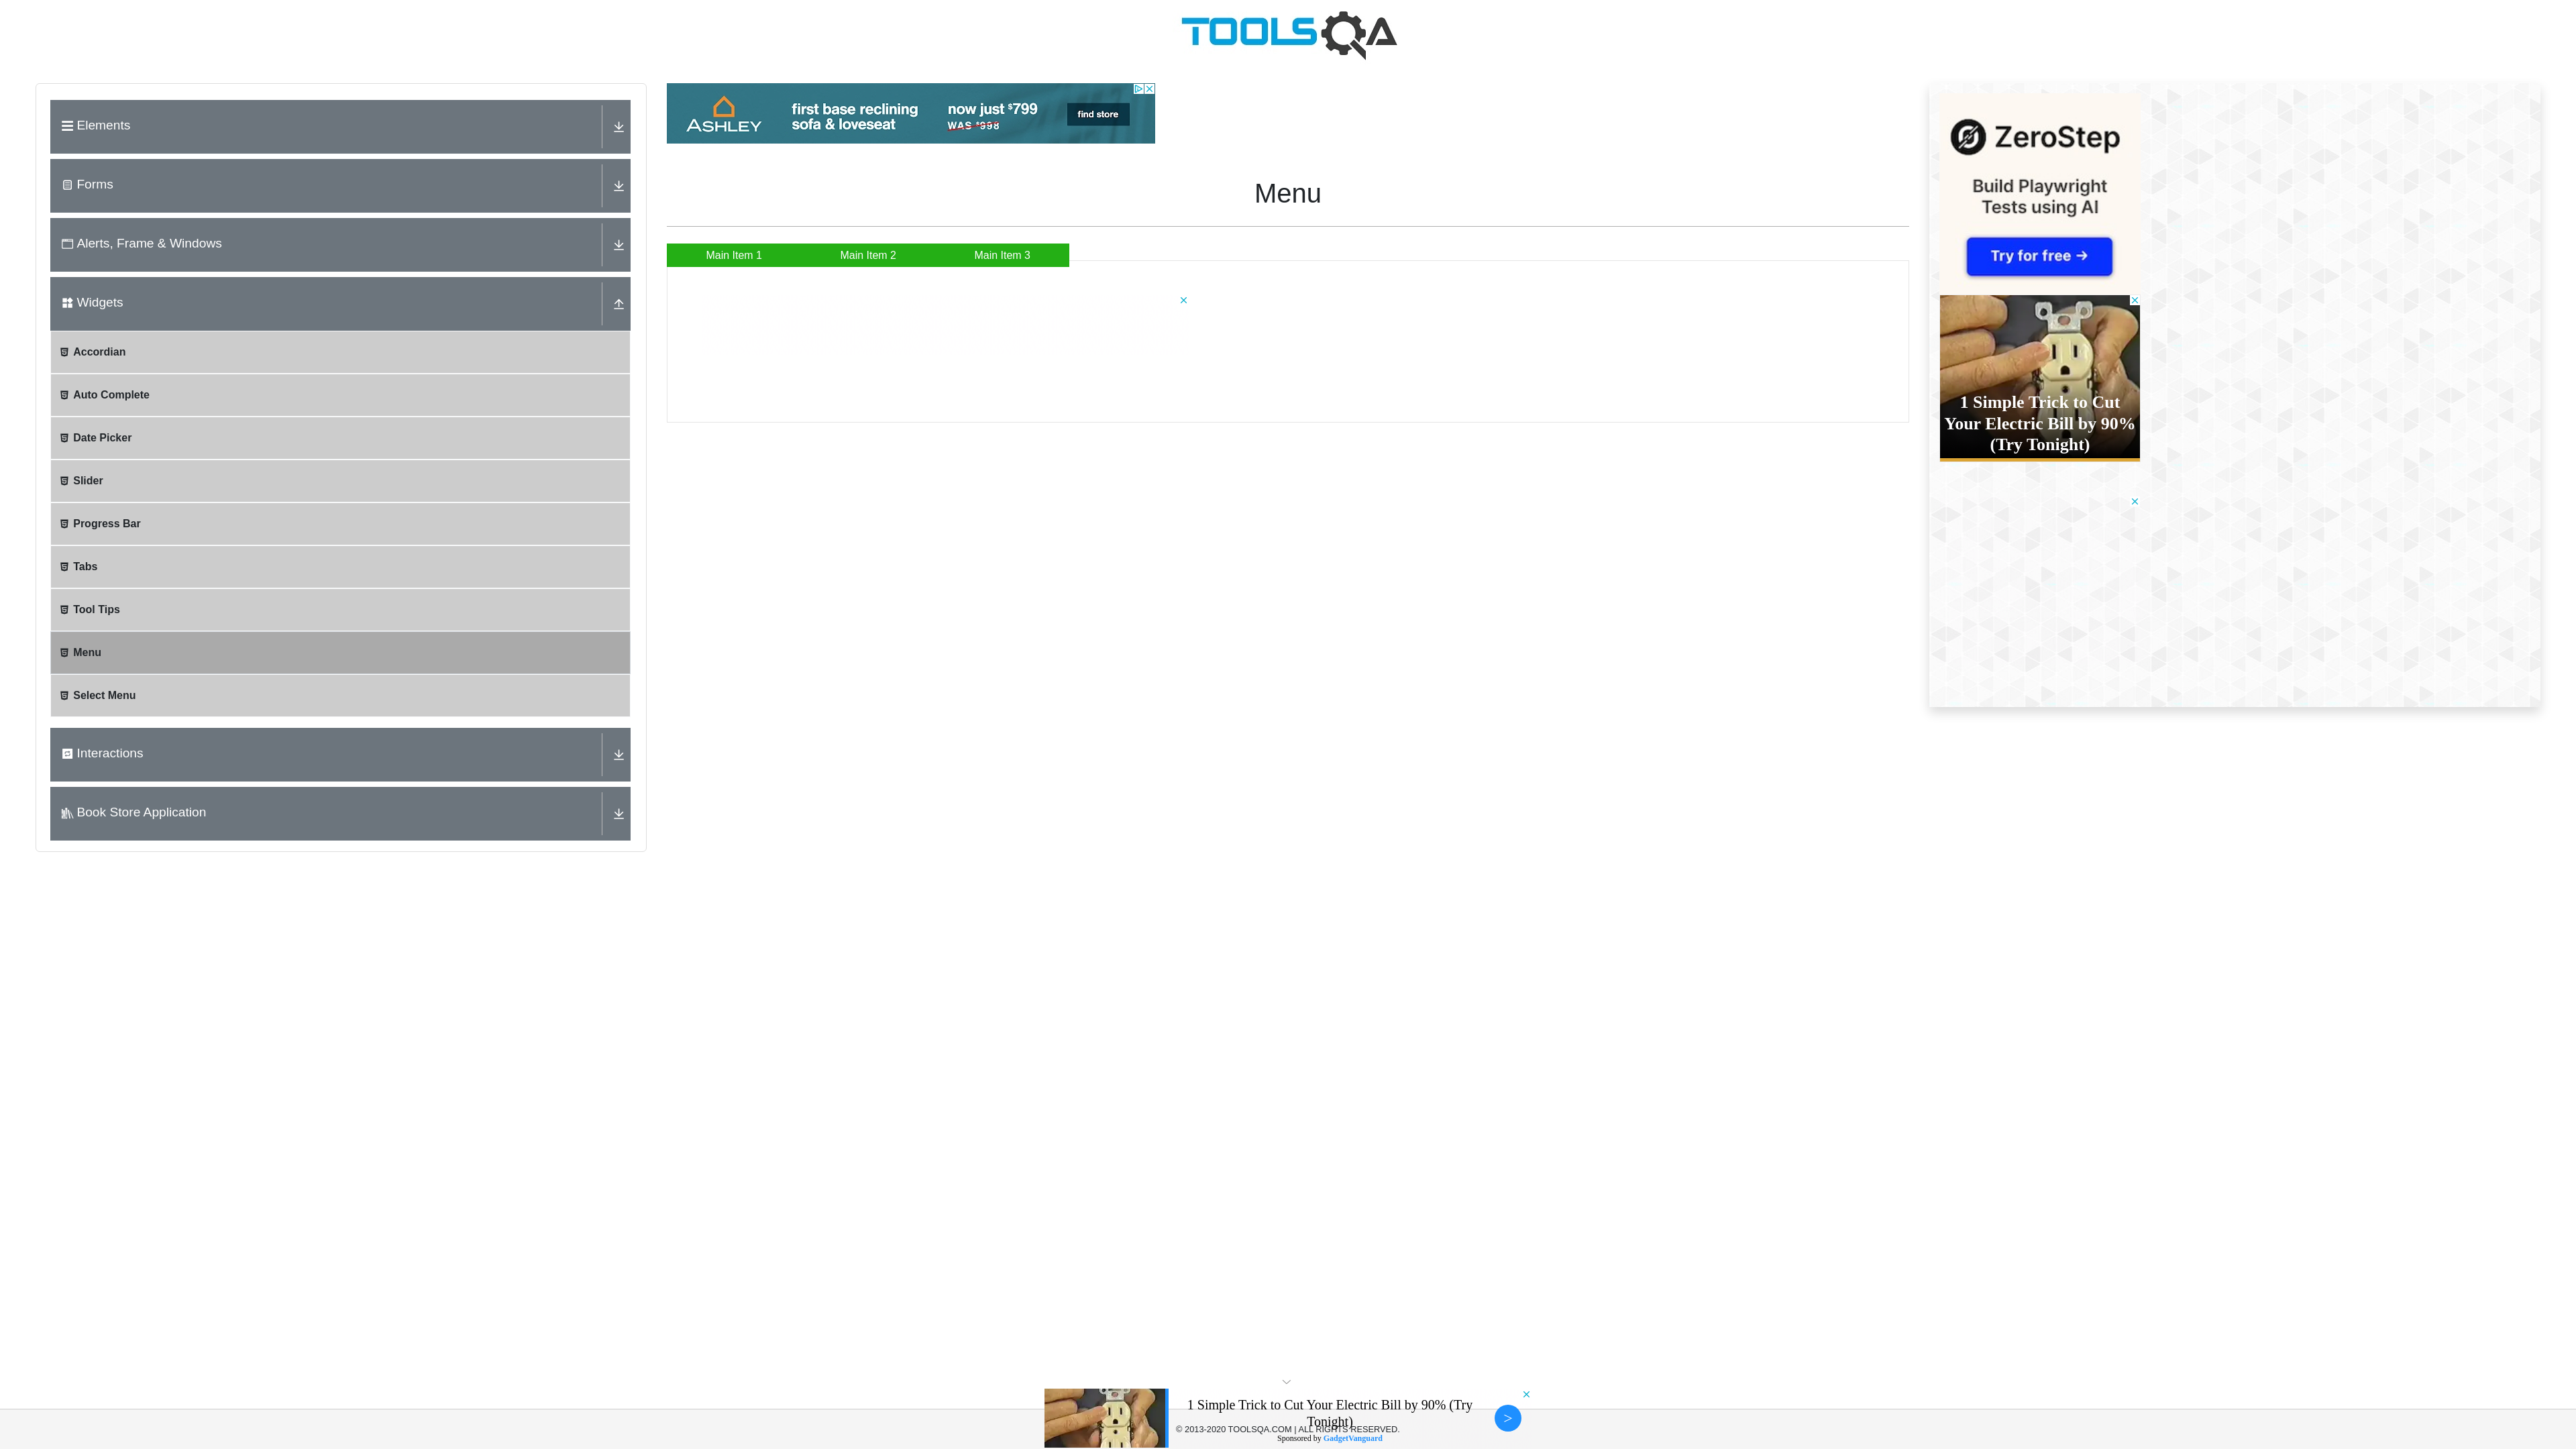 TOOLSQA
Elements
Forms
Alerts, Frame & Windows
Widgets
Accordian
Auto Complete
Date Picker
Slider
Progress Bar
Tabs
Tool Tips
Menu
Select Menu
Interactions
Book Store Application
ASHLEY
first base reclining
sofa & loveseat
now just $799
WAS $998
find store
Menu
Main Item 1
Main Item 2
Main Item 3
ZeroStep
Build Playwright
Tests using AI
Try for free →
1 Simple Trick to Cut
Your Electric Bill by 90%
(Try Tonight)
1 Simple Trick to Cut Your Electric Bill by 90% (Try
Tonight)
© 2013-2020 TOOLSQA.COM | ALL RIGHTS RESERVED.
Sponsored by GadgetVanguard